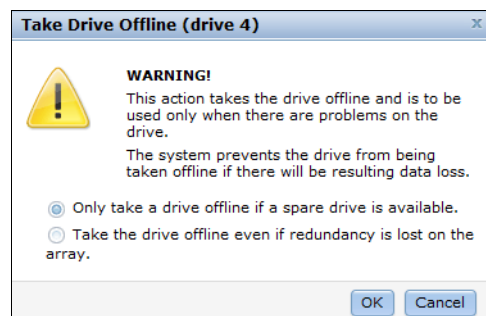 Take Drive Offline (drive 4)
x
WARNING!
This action takes the drive offline and is to be
used only when there are problems on the
drive.
The system prevents the drive from being
taken offline if there will be resulting data loss.
Only take a drive offline if a spare drive is available.
Take the drive offline even if redundancy is lost on the
array.
OK Cancel